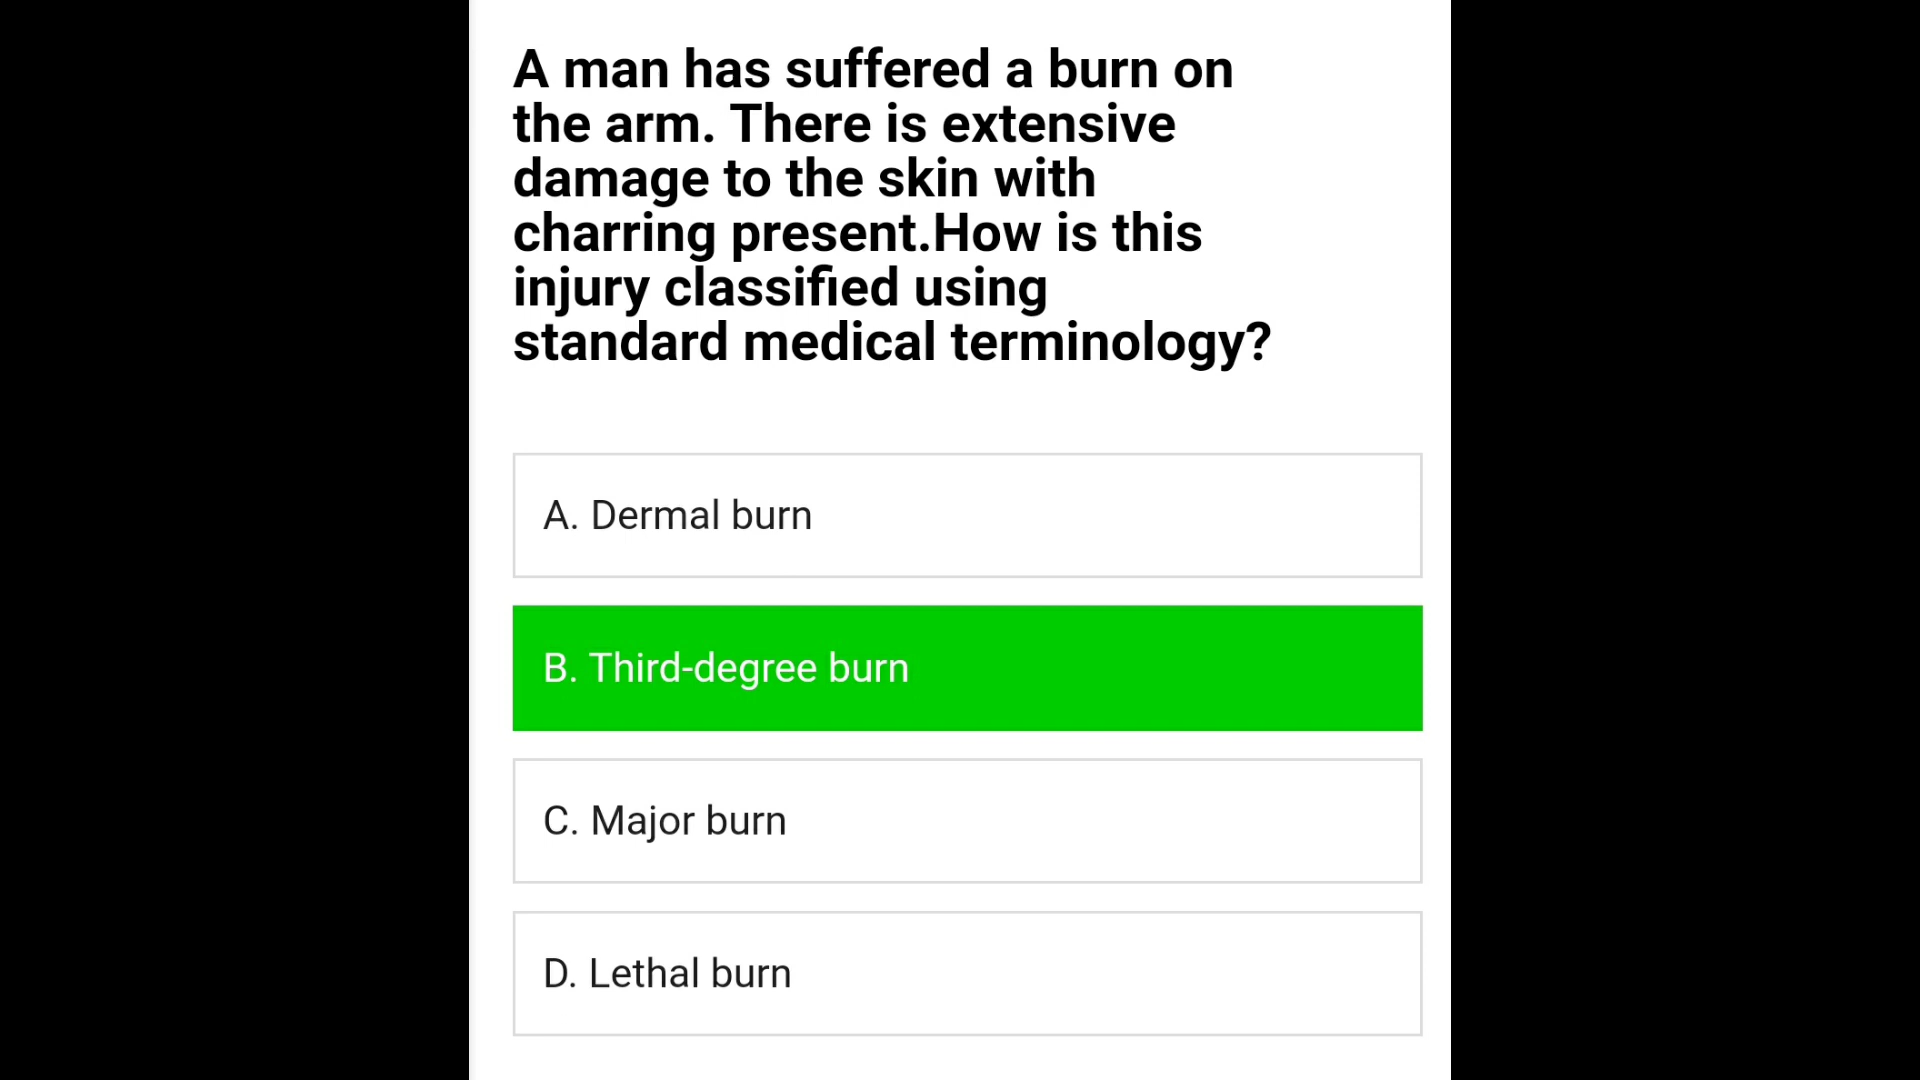 A man has suffered a burn on
the arm. There is extensive
damage to the skin with
charring present.How is this
injury classified using
standard medical terminology?
A. Dermal burn
B. Third-degree burn
C. Major burn
D. Lethal burn